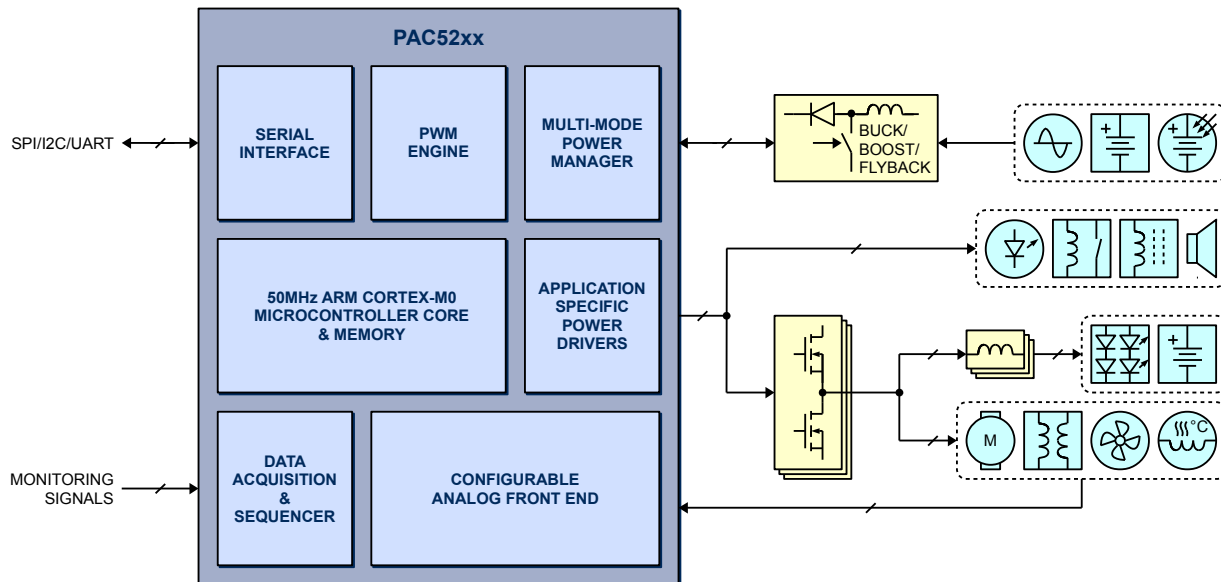 PAC52xx
SERIAL
INTERFACE
PWM
ENGINE
MULTI-MODE
POWER
MANAGER
SPI/I2C/UART
BUCK/
BOOST/
FLYBACK
+
+
50MHz ARM CORTEX-M0
MICROCONTROLLER CORE
& MEMORY
APPLICATION
SPECIFIC
POWER
DRIVERS
+
M
°C
DATA
ACQUISITION
&
SEQUENCER
CONFIGURABLE
ANALOG FRONT END
MONITORING
SIGNALS